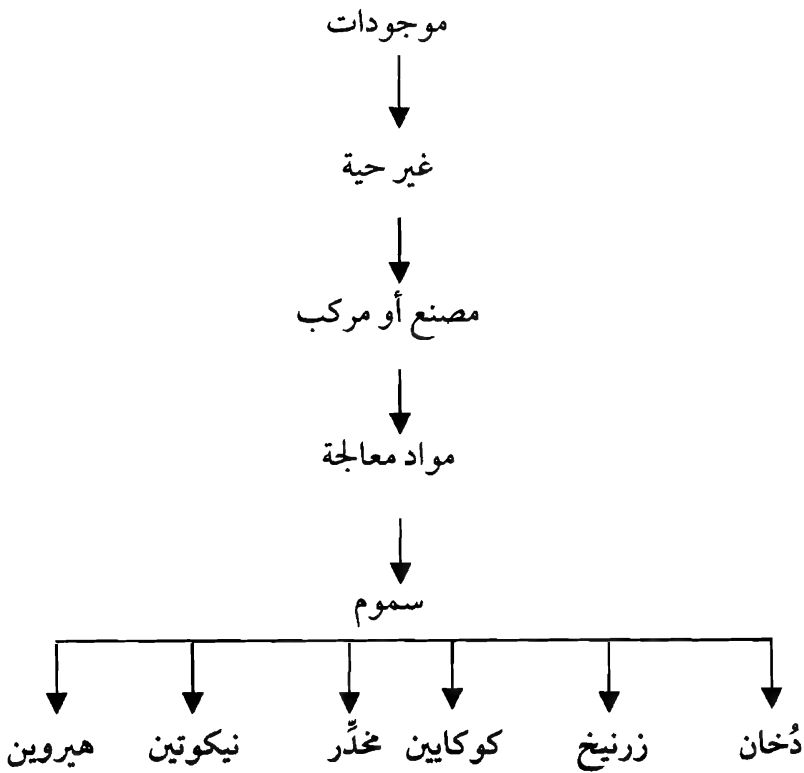 موجودات
غير حية
مصنع أو مركب
مواد معالجة
سموم
دُخان زرنيخ كوكايين مخدِّر نيكوتين هيروين